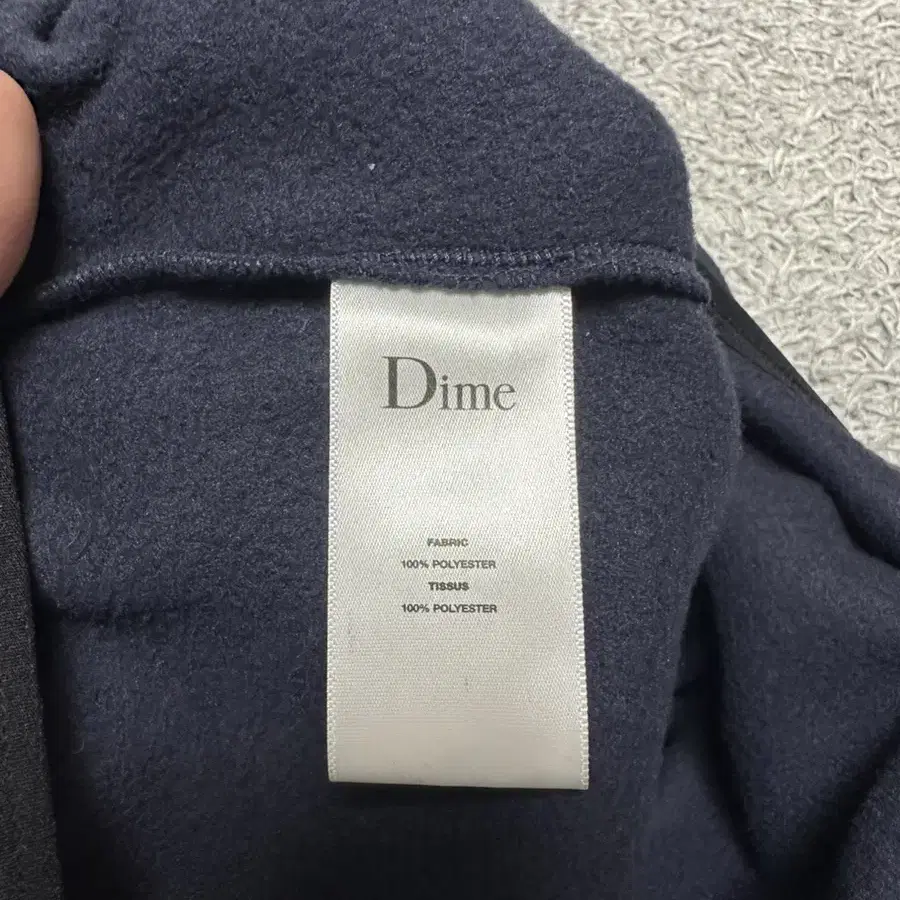 Dime
FABRIC
100% POLYESTER
TISSUS
100% POLYESTER